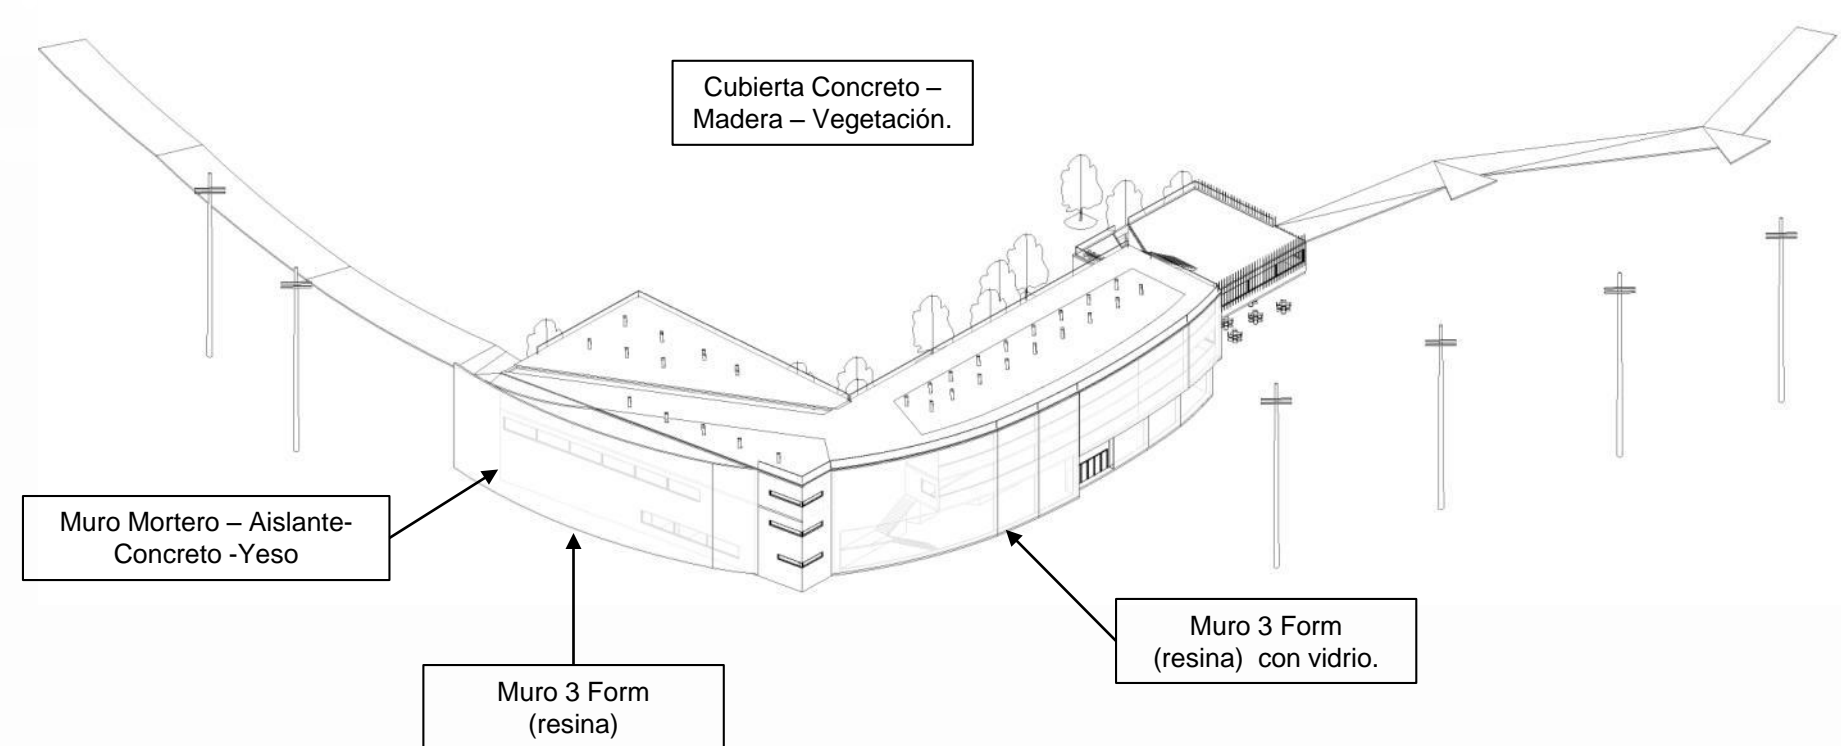 Cubierta Concreto –
Madera – Vegetación.
Muro Mortero – Aislante-
Concreto -Yeso
Muro 3 Form
(resina) con vidrio.
Muro 3 Form
(resina)